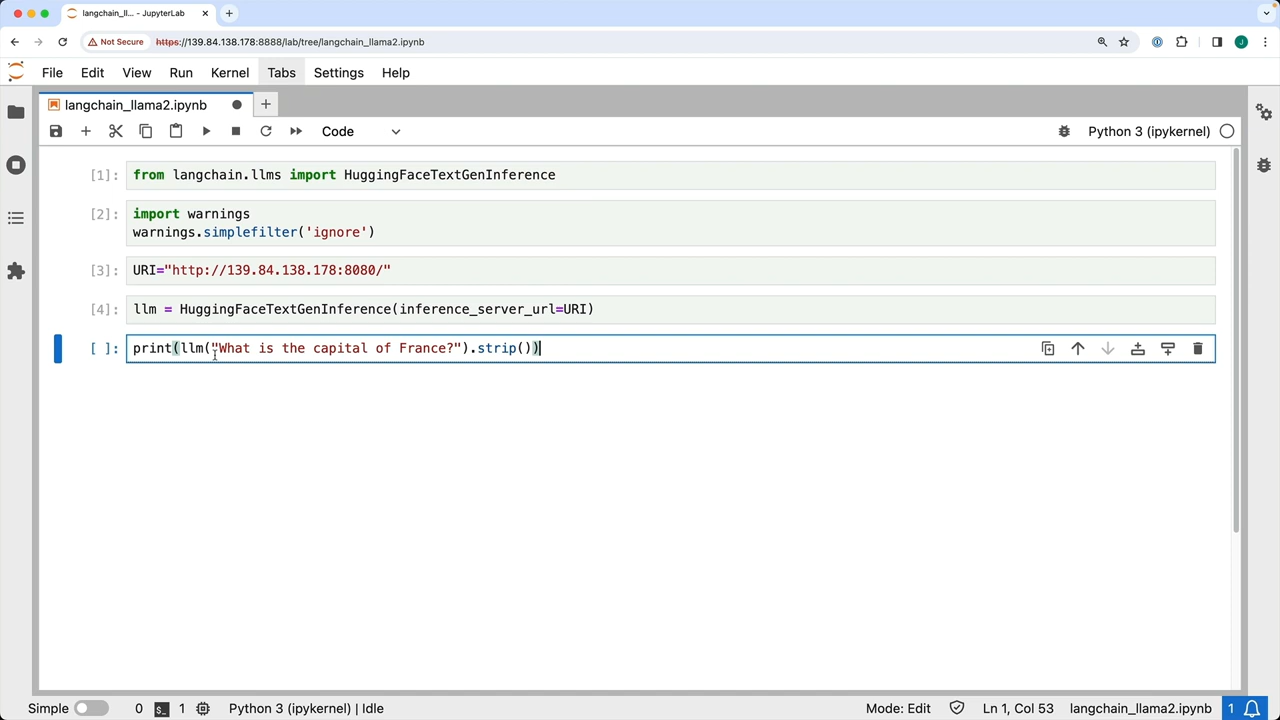 langchain_ll... - JupyterLab
Not Secure https://139.84.138.178:8888/lab/tree/langchain_llama2.ipynb
File Edit View Run Kernel Tabs Settings Help
langchain_llama2.ipynb
Code Python 3 (ipykernel)
[1]: from langchain.llms import HuggingFaceTextGenInference
[2]: import warnings
warnings.simplefilter('ignore')
[3]: URI="http://139.84.138.178:8080/"
[4]: llm = HuggingFaceTextGenInference(inference_server_url=URI)
[ ]: print(llm("What is the capital of France?").strip())
Simple 0 $_ 1 Python 3 (ipykernel) | Idle Mode: Edit Ln 1, Col 53 langchain_llama2.ipynb 1